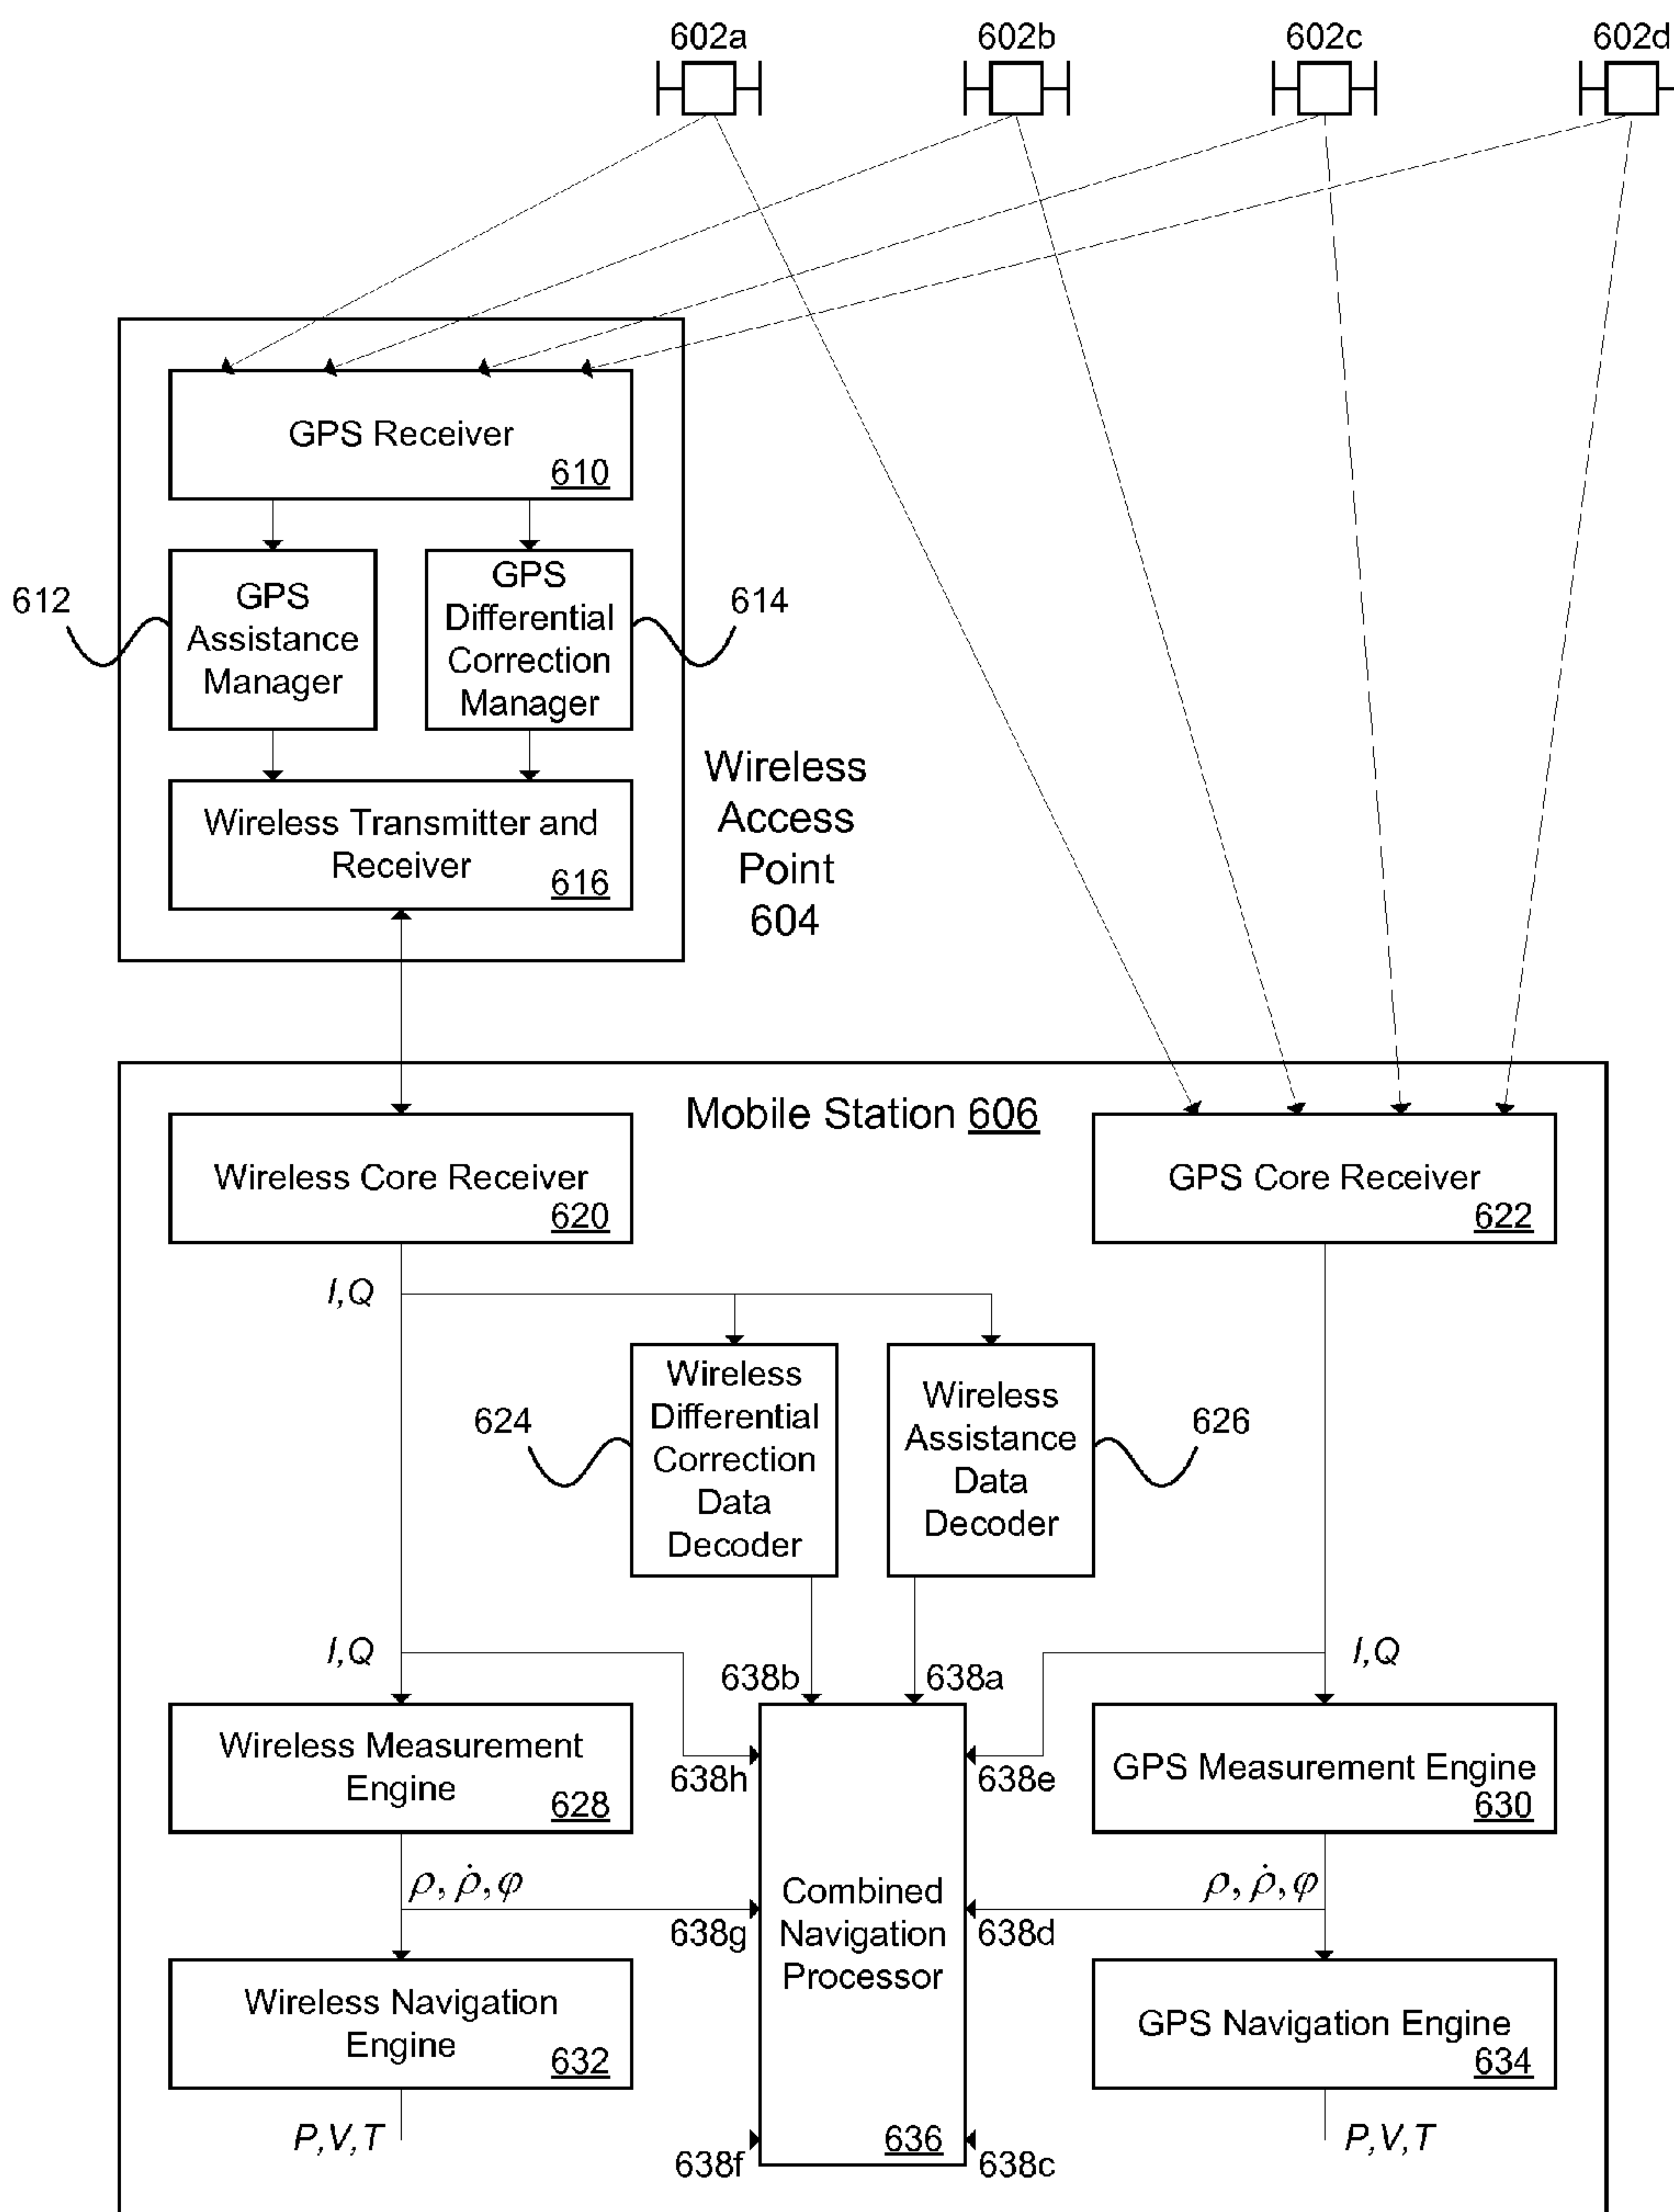 602a
602b
602c
602d
GPS Receiver
610
612
GPS
Assistance
Manager
GPS
Differential
Correction
Manager
614
Wireless Transmitter and
Receiver
616
Wireless
Access
Point
604
Mobile Station 606
Wireless Core Receiver
620
GPS Core Receiver
622
I,Q
624
Wireless
Differential
Correction
Data
Decoder
Wireless
Assistance
Data
Decoder
626
I,Q
638b
638a
I,Q
Wireless Measurement
Engine
628
638h
638e
GPS Measurement Engine
630
ρ, ρ̇, φ
638g
Combined
Navigation
Processor
636
ρ, ρ̇, φ
638d
Wireless Navigation
Engine
632
GPS Navigation Engine
634
P,V,T
638f
638c
P,V,T